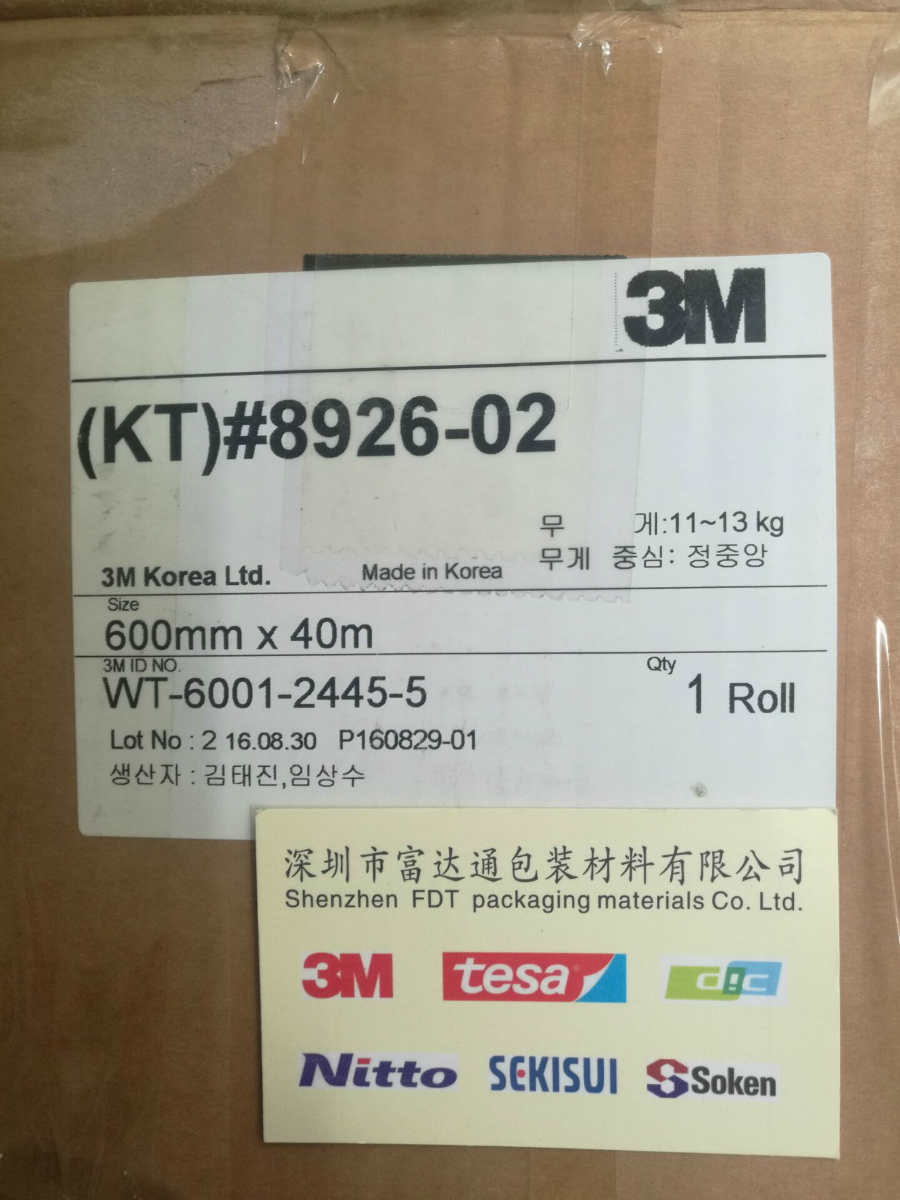 3M
(KT)#8926-02
무 게:11~13 kg
무게 중심: 정중앙
3M Korea Ltd. Made in Korea
Size
600mm x 40m
3M ID NO. Qty
WT-6001-2445-5 1 Roll
Lot No : 2 16.08.30 P160829-01
생산자 : 김태진,임상수
深圳市富达通包装材料有限公司
Shenzhen FDT packaging materials Co. Ltd.
3M tesa dic
Nitto SEKISUI Soken